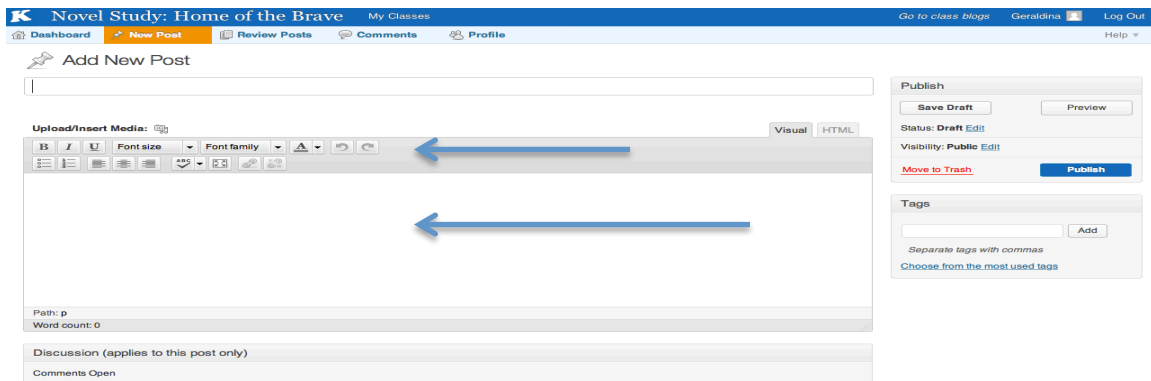 K Novel Study: Home of the Brave My Classes Go to class blogs Geraldina Log Out
Dashboard New Post Review Posts Comments Profile Help
Add New Post
Upload/Insert Media:
Visual HTML
B I U Font size Font family A
ABC
Path: p
Word count: 0
Discussion (applies to this post only)
Comments Open
Publish
Save Draft Preview
Status: Draft Edit
Visibility: Public Edit
Move to Trash Publish
Tags
Add
Separate tags with commas
Choose from the most used tags